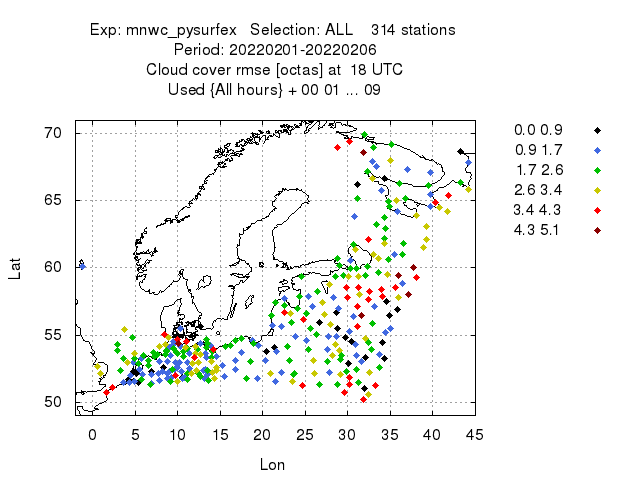 Exp: mnwc_pysurfex Selection: ALL 314 stations
Period: 20220201-20220206
Cloud cover rmse [octas] at 18 UTC
Used {All hours} + 00 01 ... 09
0.0 0.9
0.9 1.7
1.7 2.6
2.6 3.4
3.4 4.3
4.3 5.1
70
65
60
55
50
Lat
0 5 10 15 20 25 30 35 40 45
Lon